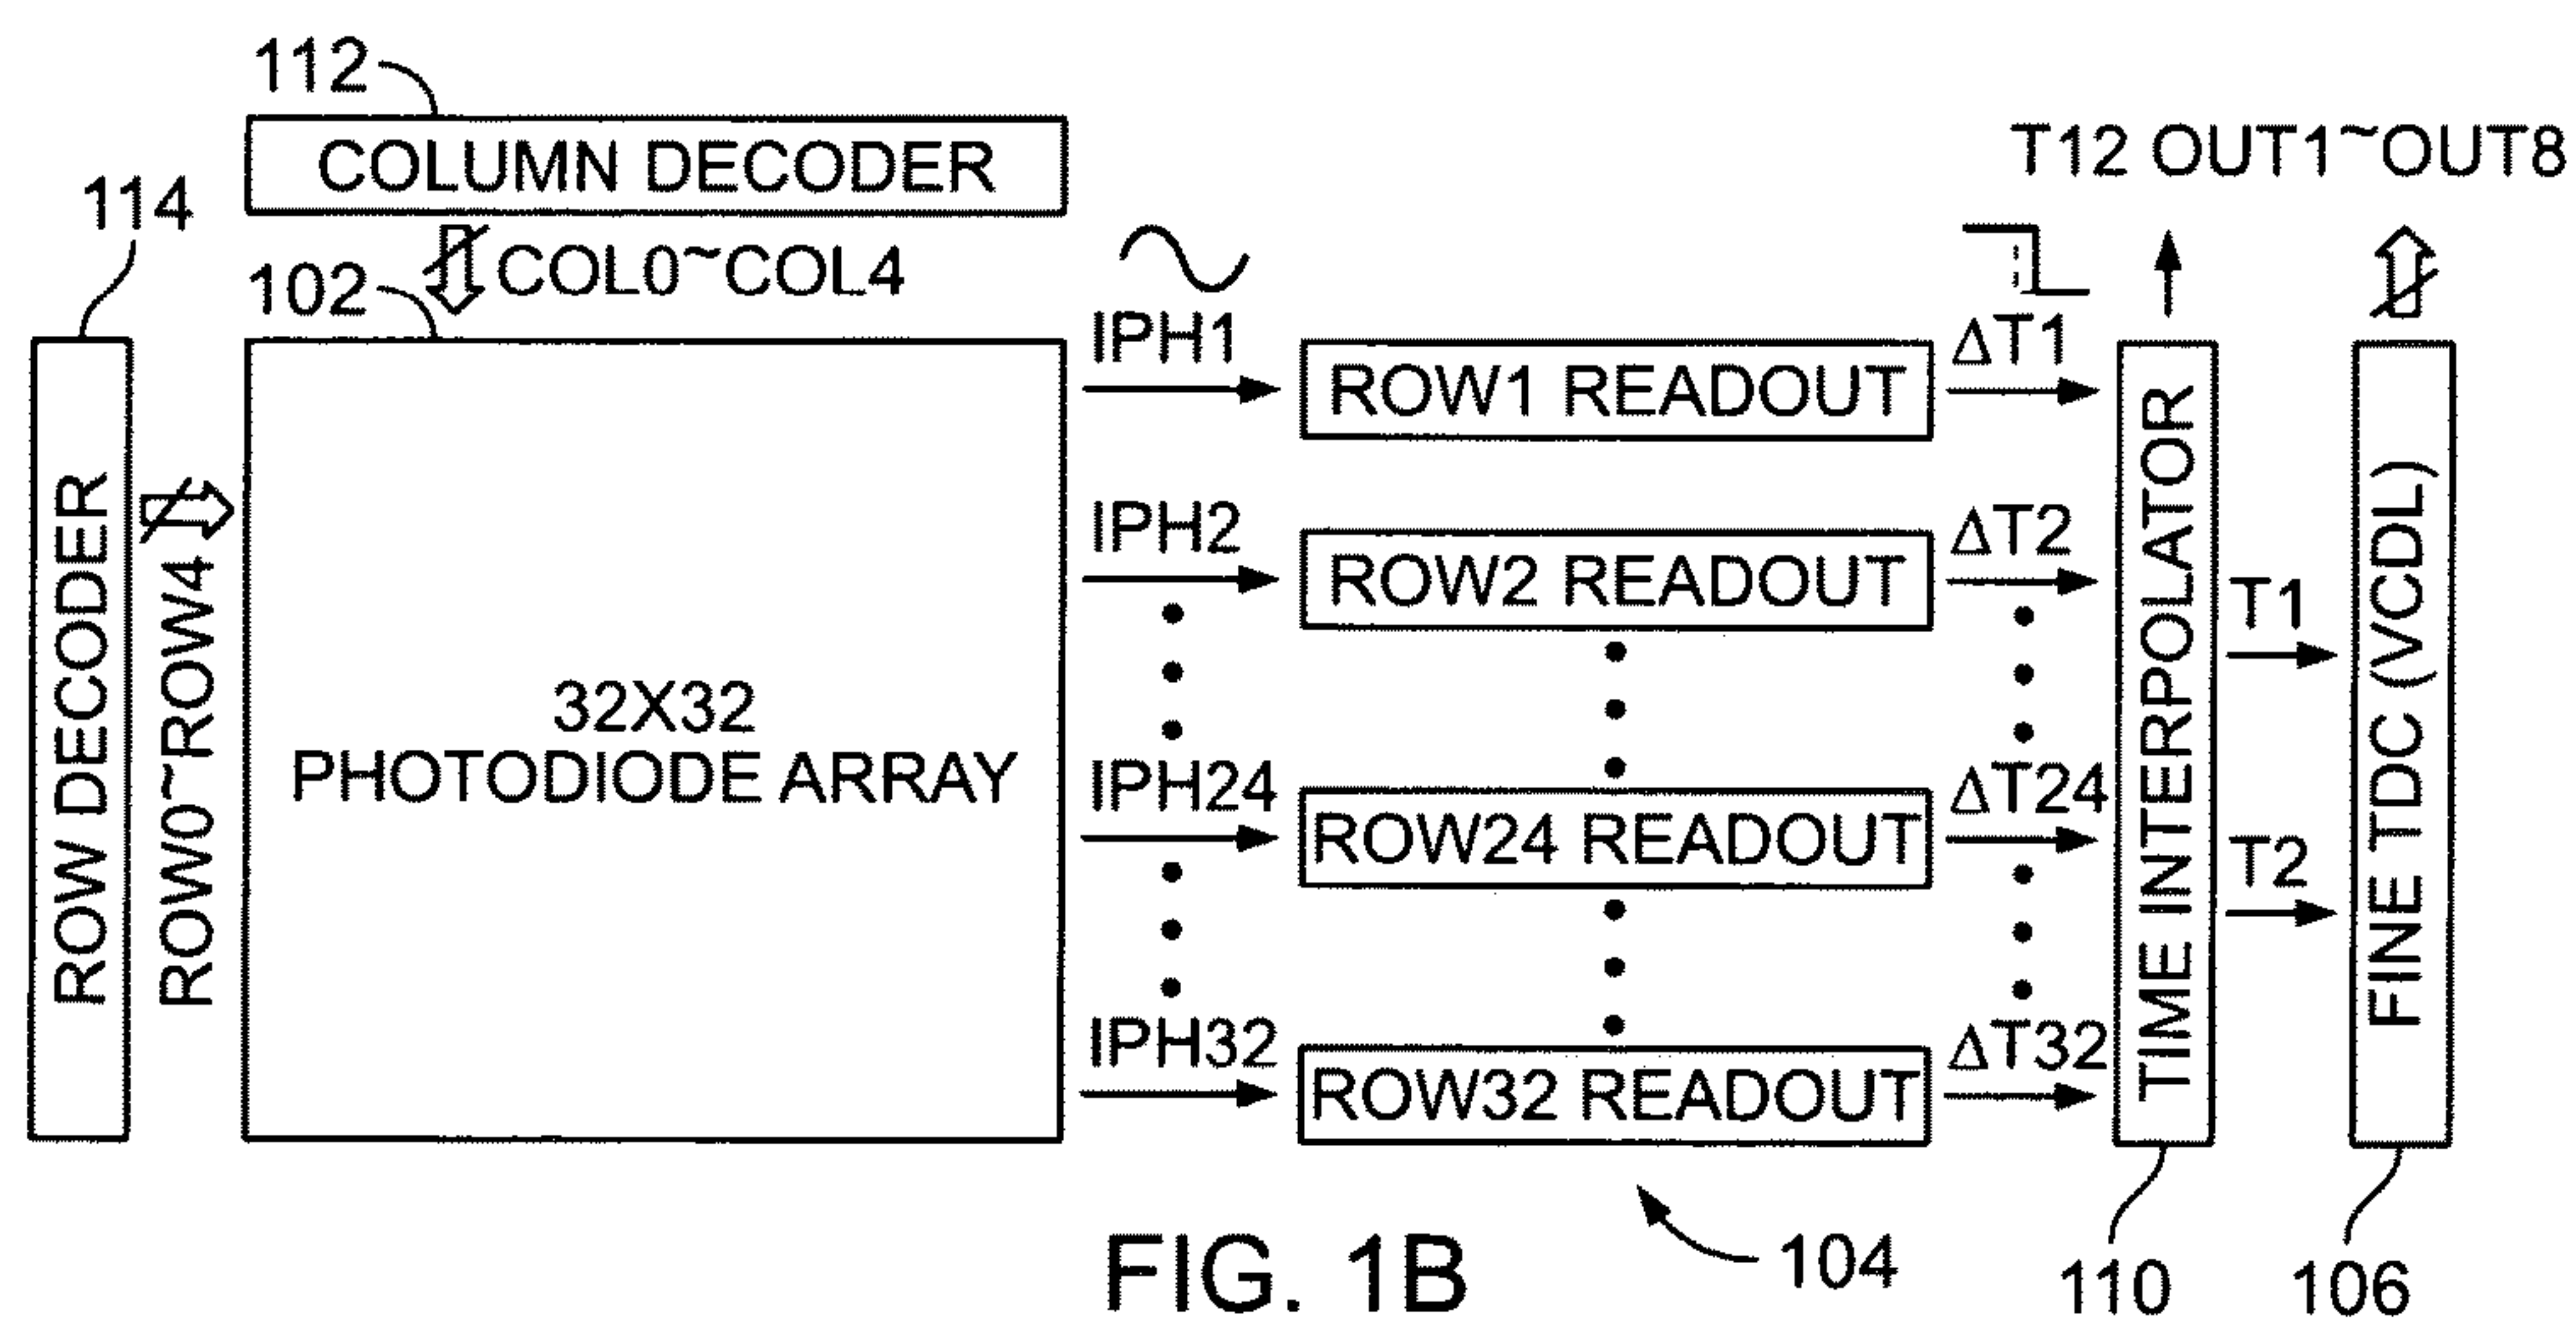 112
COLUMN DECODER
T12 OUT1~OUT8
114
COL0~COL4
102
IPH1
ΔT1
ROW1 READOUT
IPH2
ΔT2
ROW2 READOUT
ROW DECODER
ROW0~ROW4
32X32
PHOTODIODE ARRAY
IPH24
ΔT24
ROW24 READOUT
IPH32
ΔT32
ROW32 READOUT
TIME INTERPOLATOR
T1
T2
FINE TDC (VCDL)
104
110
106
FIG. 1B